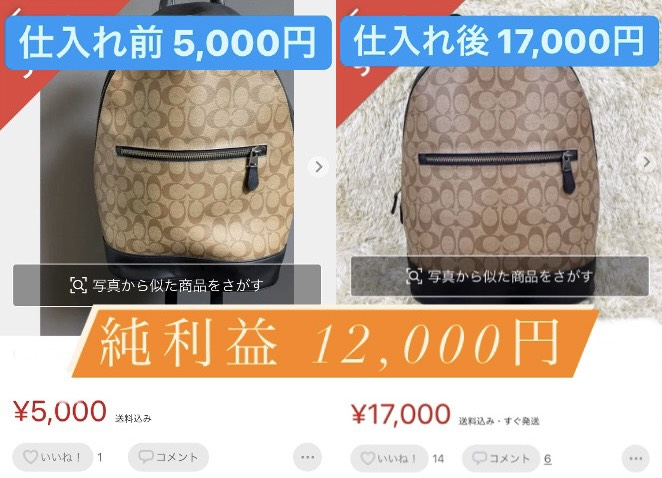 仕入れ前 5,000円
仕入れ後 17,000円
写真から似た商品をさがす
写真から似た商品をさがす
純利益 12,000円
¥5,000 送料込み
¥17,000 送料込み・すぐ発送
いいね! 1 コメント
いいね! 14 コメント 6